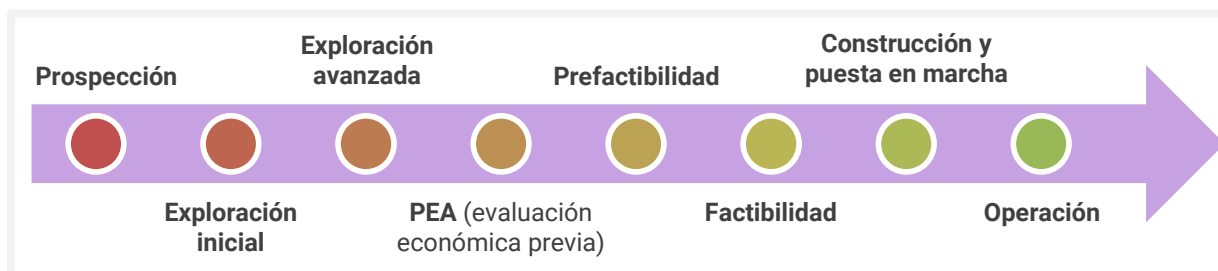 Prospección
Exploración
inicial
Exploración
avanzada
PEA (evaluación
económica previa)
Prefactibilidad
Factibilidad
Construcción y
puesta en marcha
Operación